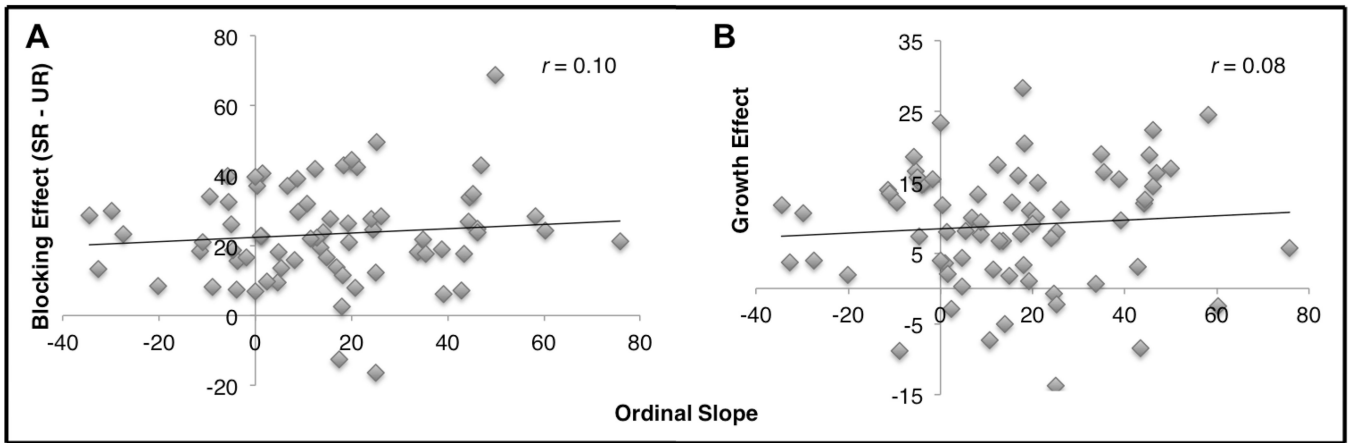 A
Blocking Effect (SR - UR)
80
60
40
20
0
-20
-40 -20 0 20 40 60 80
r = 0.10
B
Growth Effect
35
25
15
5
-5
-15
-40 -20 0 20 40 60 80
r = 0.08
Ordinal Slope